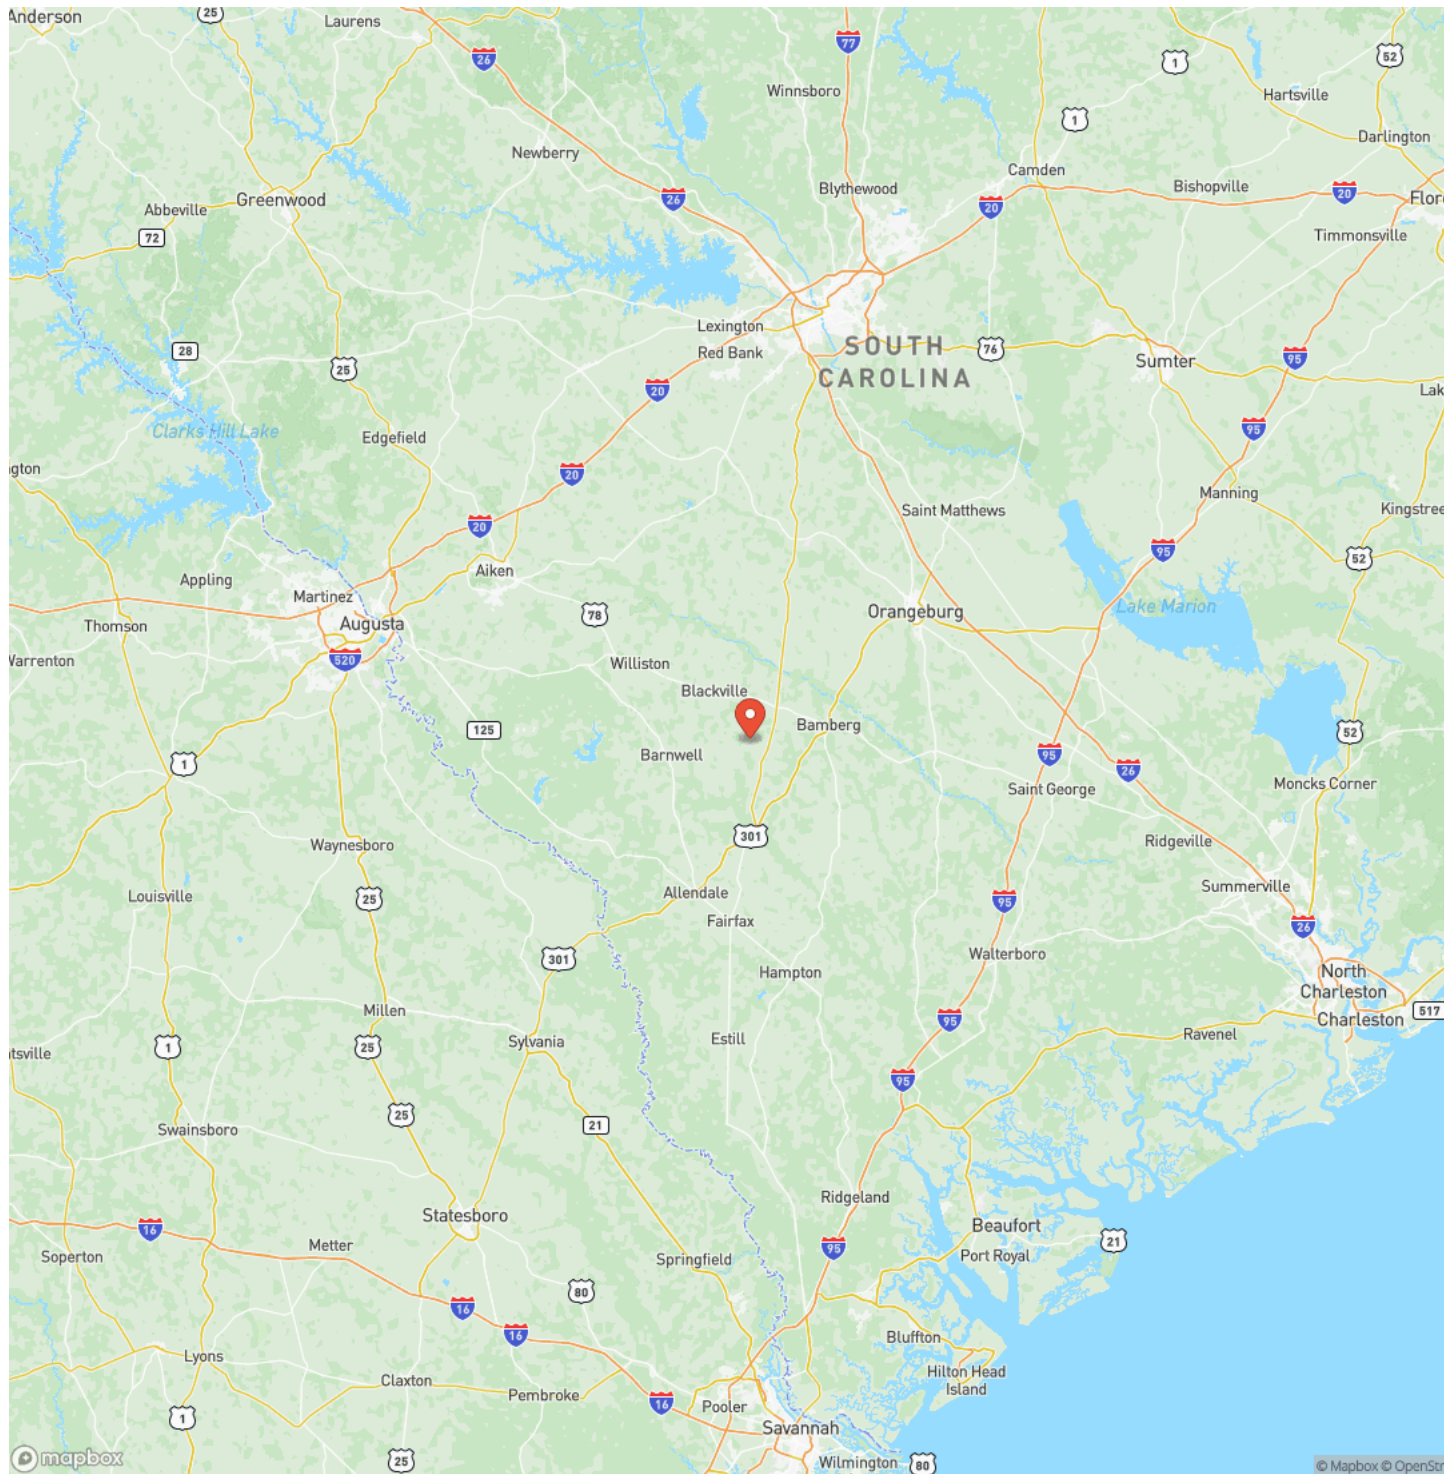 Anderson
25
Laurens
26
77
1
52
Winnsboro
Hartsville
1
Darlington
Newberry
Camden
Blythewood
Bishopville
20
Greenwood
Abbeville
26
20
Flor
Timmonsville
72
Lexington
Red Bank
SOUTH
CAROLINA
76
28
25
Sumter
95
20
Lak
Clarks Hill Lake
Edgefield
95
gton
20
Manning
Saint Matthews
Kingstree
20
95
52
Appling
Aiken
Martinez
Lake Marion
Orangeburg
78
Thomson
Augusta
Warrenton
520
Williston
Blackville
Bamberg
125
52
Barnwell
95
26
1
Saint George
Moncks Corner
301
Waynesboro
Ridgeville
Louisville
25
Allendale
Summerville
95
Fairfax
26
301
Walterboro
Hampton
North
Charleston
Charleston
517
Millen
95
Estill
Ravenel
Sylvania
1
25
ntsville
95
25
21
Swainsboro
Ridgeland
Statesboro
Beaufort
16
Metter
95
21
Soperton
Springfield
Port Royal
80
16
16
Bluffton
Lyons
Hilton Head
Island
Claxton
Pembroke
16
Pooler
1
Savannah
mapbox
25
Wilmington
80
© Mapbox © OpenStr